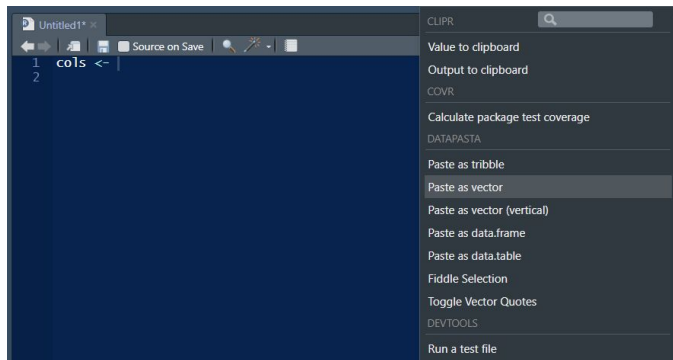 Untitled1*
Source on Save
1 cols <-
2
CLIPR
Value to clipboard
Output to clipboard
COVR
Calculate package test coverage
DATAPASTA
Paste as tribble
Paste as vector
Paste as vector (vertical)
Paste as data.frame
Paste as data.table
Fiddle Selection
Toggle Vector Quotes
DEVTOOLS
Run a test file